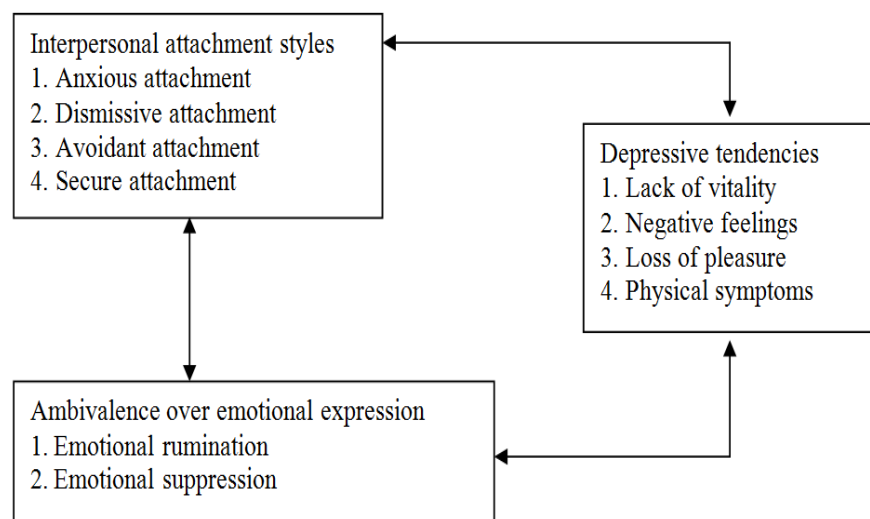 Interpersonal attachment styles
1. Anxious attachment
2. Dismissive attachment
3. Avoidant attachment
4. Secure attachment
Depressive tendencies
1. Lack of vitality
2. Negative feelings
3. Loss of pleasure
4. Physical symptoms
Ambivalence over emotional expression
1. Emotional rumination
2. Emotional suppression